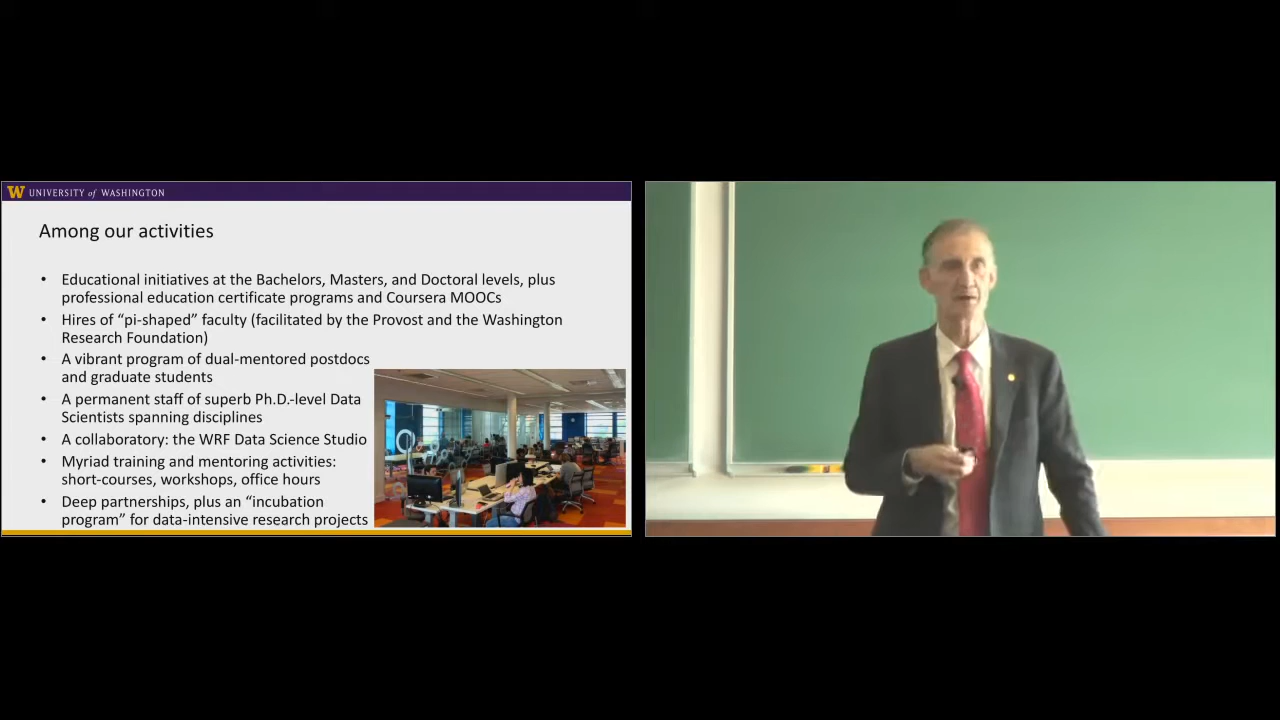 W UNIVERSITY of WASHINGTON
Among our activities
• Educational initiatives at the Bachelors, Masters, and Doctoral levels, plus
professional education certificate programs and Coursera MOOCs
• Hires of “pi-shaped” faculty (facilitated by the Provost and the Washington
Research Foundation)
• A vibrant program of dual-mentored postdocs
and graduate students
• A permanent staff of superb Ph.D.-level Data
Scientists spanning disciplines
• A collaboratory: the WRF Data Science Studio
• Myriad training and mentoring activities:
short-courses, workshops, office hours
• Deep partnerships, plus an “incubation
program” for data-intensive research projects